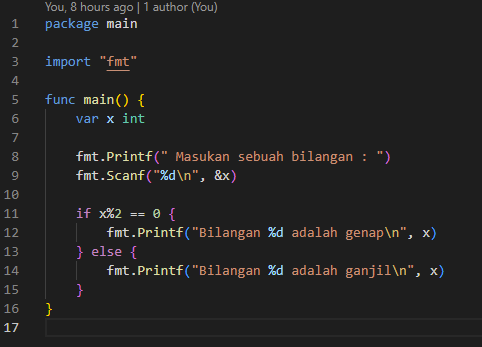 You, 8 hours ago | 1 author (You)
1 package main
2
3 import "fmt"
4
5 func main() {
6     var x int
7
8     fmt.Printf(" Masukan sebuah bilangan : ")
9     fmt.Scanf("%d\n", &x)
10
11     if x%2 == 0 {
12         fmt.Printf("Bilangan %d adalah genap\n", x)
13     } else {
14         fmt.Printf("Bilangan %d adalah ganjil\n", x)
15     }
16 }
17